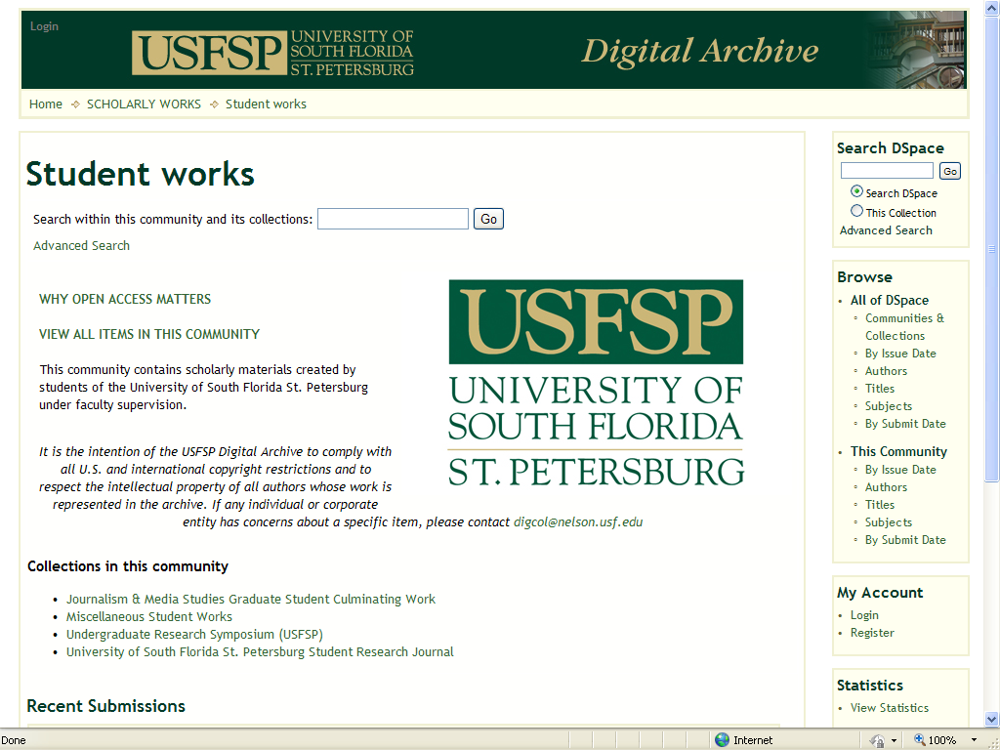 Login
USFSP UNIVERSITY OF
SOUTH FLORIDA
ST. PETERSBURG
Digital Archive
Home SCHOLARLY WORKS Student works
Student works
Search within this community and its collections: Go
Advanced Search
WHY OPEN ACCESS MATTERS
VIEW ALL ITEMS IN THIS COMMUNITY
This community contains scholarly materials created by
students of the University of South Florida St. Petersburg
under faculty supervision.
USFSP
UNIVERSITY OF
SOUTH FLORIDA
ST. PETERSBURG
It is the intention of the USFSP Digital Archive to comply with
all U.S. and international copyright restrictions and to
respect the intellectual property of all authors whose work is
represented in the archive. If any individual or corporate
entity has concerns about a specific item, please contact digcol@nelson.usf.edu
Collections in this community
• Journalism & Media Studies Graduate Student Culminating Work
• Miscellaneous Student Works
• Undergraduate Research Symposium (USFSP)
• University of South Florida St. Petersburg Student Research Journal
Recent Submissions
Search DSpace
Go
Search DSpace
This Collection
Advanced Search
Browse
• All of DSpace
Communities &
Collections
By Issue Date
Authors
Titles
Subjects
By Submit Date
• This Community
By Issue Date
Authors
Titles
Subjects
By Submit Date
My Account
• Login
• Register
Statistics
• View Statistics
Done
Internet
100%